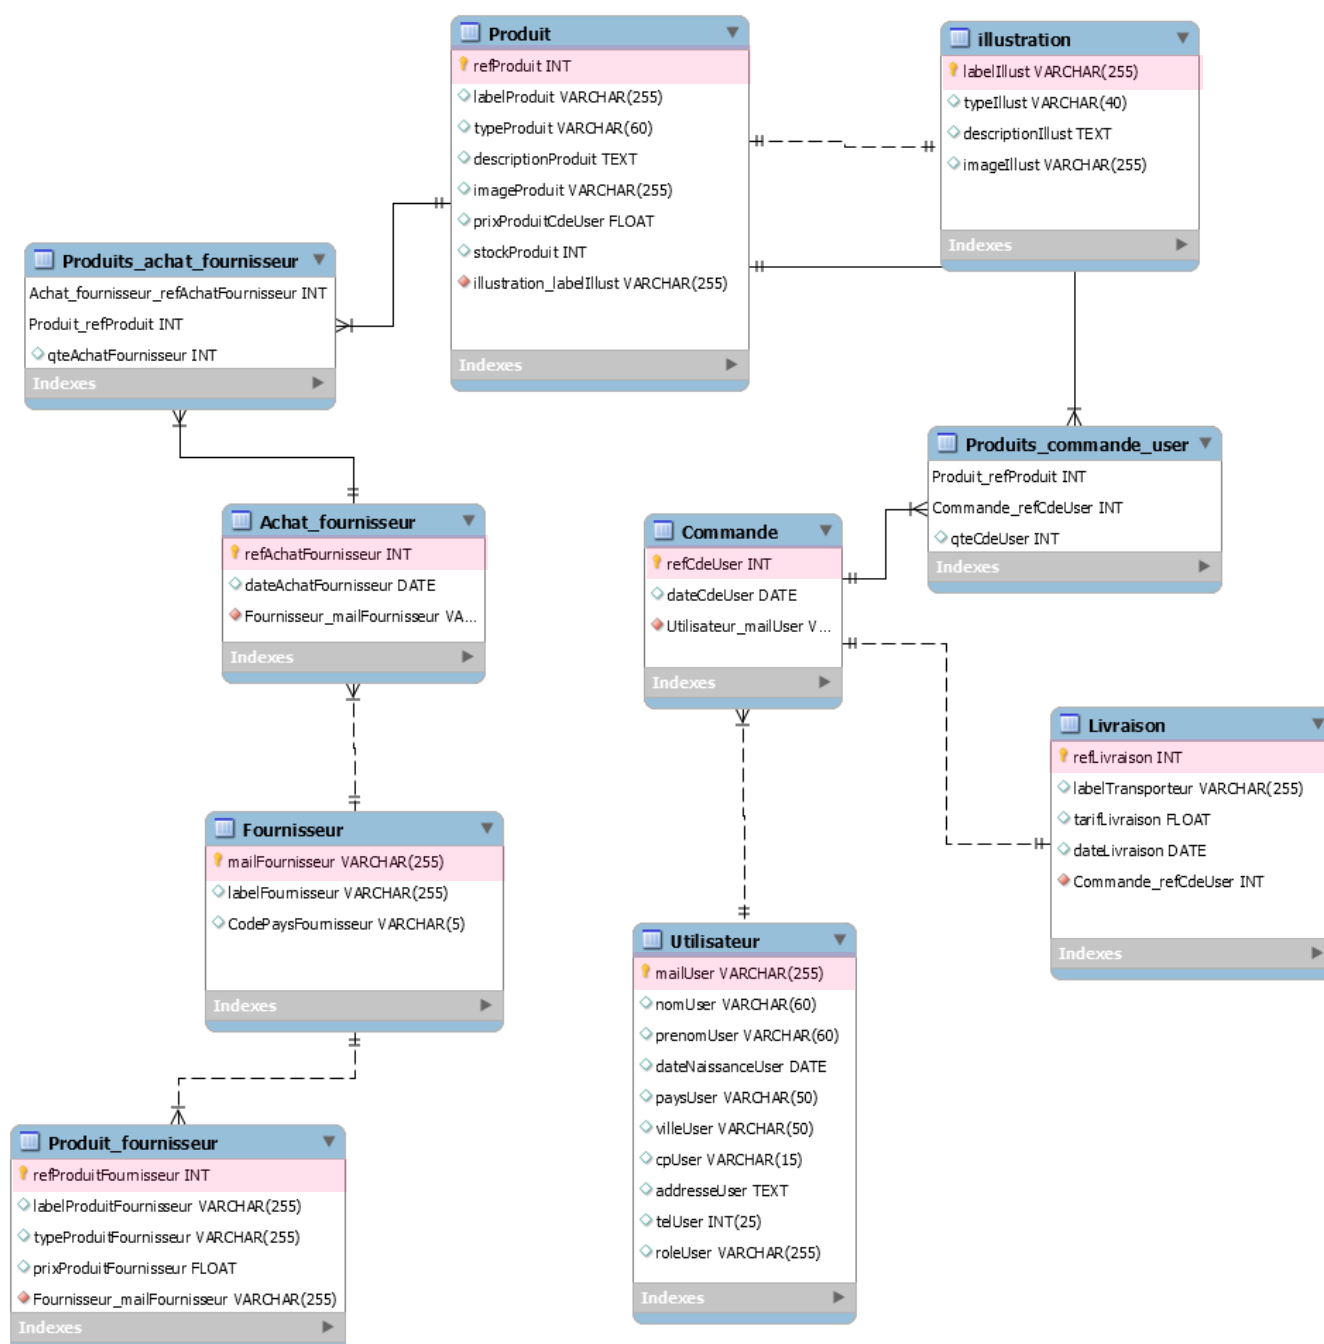 Produit
refProduit INT
labelProduit VARCHAR(255)
typeProduit VARCHAR(60)
descriptionProduit TEXT
imageProduit VARCHAR(255)
prixProduitCdeUser FLOAT
stockProduit INT
illustration_labelIllust VARCHAR(255)
Indexes
illustration
labelIllust VARCHAR(255)
typeIllust VARCHAR(40)
descriptionIllust TEXT
imageIllust VARCHAR(255)
Indexes
Produits_achat_fournisseur
Achat_fournisseur_refAchatFournisseur INT
Produit_refProduit INT
qteAchatFournisseur INT
Indexes
Produits_commande_user
Produit_refProduit INT
Commande_refCdeUser INT
qteCdeUser INT
Indexes
Achat_fournisseur
refAchatFournisseur INT
dateAchatFournisseur DATE
Fournisseur_mailFournisseur VA...
Indexes
Commande
refCdeUser INT
dateCdeUser DATE
Utilisateur_mailUser V...
Indexes
Livraison
refLivraison INT
labelTransporteur VARCHAR(255)
tarifLivraison FLOAT
dateLivraison DATE
Commande_refCdeUser INT
Indexes
Fournisseur
mailFournisseur VARCHAR(255)
labelFournisseur VARCHAR(255)
CodePaysFournisseur VARCHAR(5)
Indexes
Utilisateur
mailUser VARCHAR(255)
nomUser VARCHAR(60)
prenomUser VARCHAR(60)
dateNaissanceUser DATE
paysUser VARCHAR(50)
villeUser VARCHAR(50)
cpUser VARCHAR(15)
addresseUser TEXT
telUser INT(25)
roleUser VARCHAR(255)
Indexes
Produit_fournisseur
refProduitFournisseur INT
labelProduitFournisseur VARCHAR(255)
typeProduitFournisseur VARCHAR(255)
prixProduitFournisseur FLOAT
Fournisseur_mailFournisseur VARCHAR(255)
Indexes